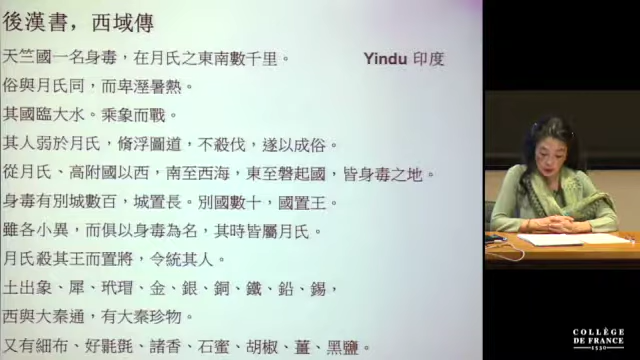 後漢書，西域傳
天竺國一名身毒，在月氏之東南數千里。 Yindu 印度
俗與月氏同，而卑溼暑熱。
其國臨大水。乘象而戰。
其人弱於月氏，脩浮圖道，不殺伐，遂以成俗。
從月氏、高附國以西，南至西海，東至磐起國，皆身毒之地。
身毒有別城數百，城置長。別國數十，國置王。
雖各小異，而俱以身毒為名，其時皆屬月氏。
月氏殺其王而置將，令統其人。
土出象、犀、玳瑁、金、銀、銅、鐵、鉛、錫，
西與大秦通，有大秦珍物。
又有細布、好毾㲪、諸香、石蜜、胡椒、薑、黑鹽。
COLLÈGE
DE FRANCE
1530